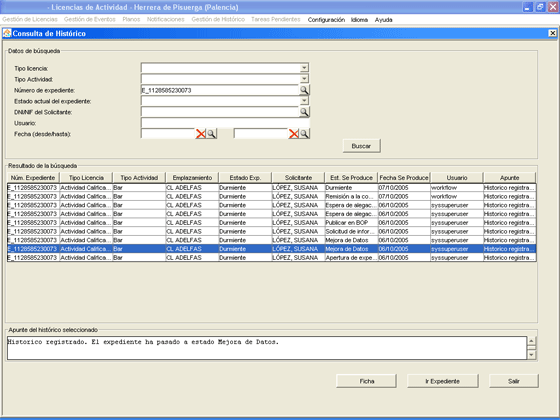 - Licencias de Actividad - Herrera de Pisuerga (Palencia)
Gestión de Licencias Gestión de Eventos Planos Notificaciones Gestión de Histórico Tareas Pendientes Configuración Idioma Ayuda
Consulta de Histórico
Datos de búsqueda
Tipo licencia:
Tipo Actividad:
Número de expediente: E_1128585230073
Estado actual del expediente:
DNI/NIF del Solicitante:
Usuario:
Fecha (desde/hasta):
Buscar
Resultado de la búsqueda
Núm. Expediente Tipo Licencia Tipo Actividad Emplazamiento Estado Exp. Solicitante Est. Se Produce Fecha Se Produce Usuario Apunte
E_1128585230073 Actividad Califica... Bar CL ADELFAS Durmiente LÓPEZ, SUSANA Durmiente 07/10/2005 workflow Historico registra...
E_1128585230073 Actividad Califica... Bar CL ADELFAS Durmiente LÓPEZ, SUSANA Remisión a la co... 07/10/2005 workflow Historico registra...
E_1128585230073 Actividad Califica... Bar CL ADELFAS Durmiente LÓPEZ, SUSANA Espera de alegac... 06/10/2005 syssuperuser Historico registra...
E_1128585230073 Actividad Califica... Bar CL ADELFAS Durmiente LÓPEZ, SUSANA Espera de alegac... 06/10/2005 syssuperuser Historico registra...
E_1128585230073 Actividad Califica... Bar CL ADELFAS Durmiente LÓPEZ, SUSANA Publicar en BOP 06/10/2005 syssuperuser Historico registra...
E_1128585230073 Actividad Califica... Bar CL ADELFAS Durmiente LÓPEZ, SUSANA Solicitud de infor... 06/10/2005 syssuperuser Historico registra...
E_1128585230073 Actividad Califica... Bar CL ADELFAS Durmiente LÓPEZ, SUSANA Mejora de Datos 06/10/2005 syssuperuser Historico registra...
E_1128585230073 Actividad Califica... Bar CL ADELFAS Durmiente LÓPEZ, SUSANA Mejora de Datos 06/10/2005 syssuperuser Historico registra...
E_1128585230073 Actividad Califica... Bar CL ADELFAS Durmiente LÓPEZ, SUSANA Apertura de expe... 06/10/2005 syssuperuser Historico registra...
Apunte del histórico seleccionado
Historico registrado. El expediente ha pasado a estado Mejora de Datos.
Ficha Ir Expediente Salir